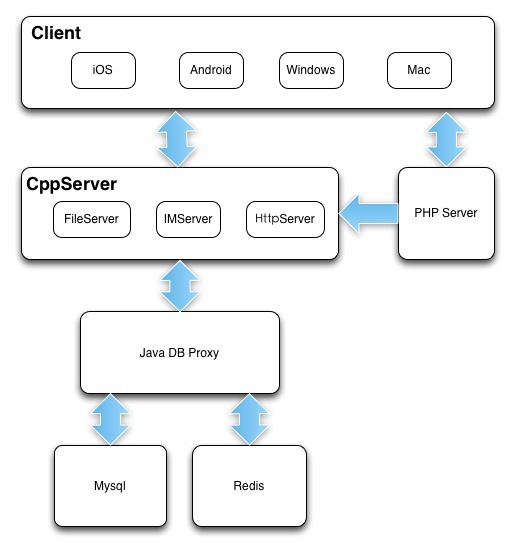 Client
iOS
Android
Windows
Mac
CppServer
FileServer
IMServer
HttpServer
PHP Server
Java DB Proxy
Mysql
Redis